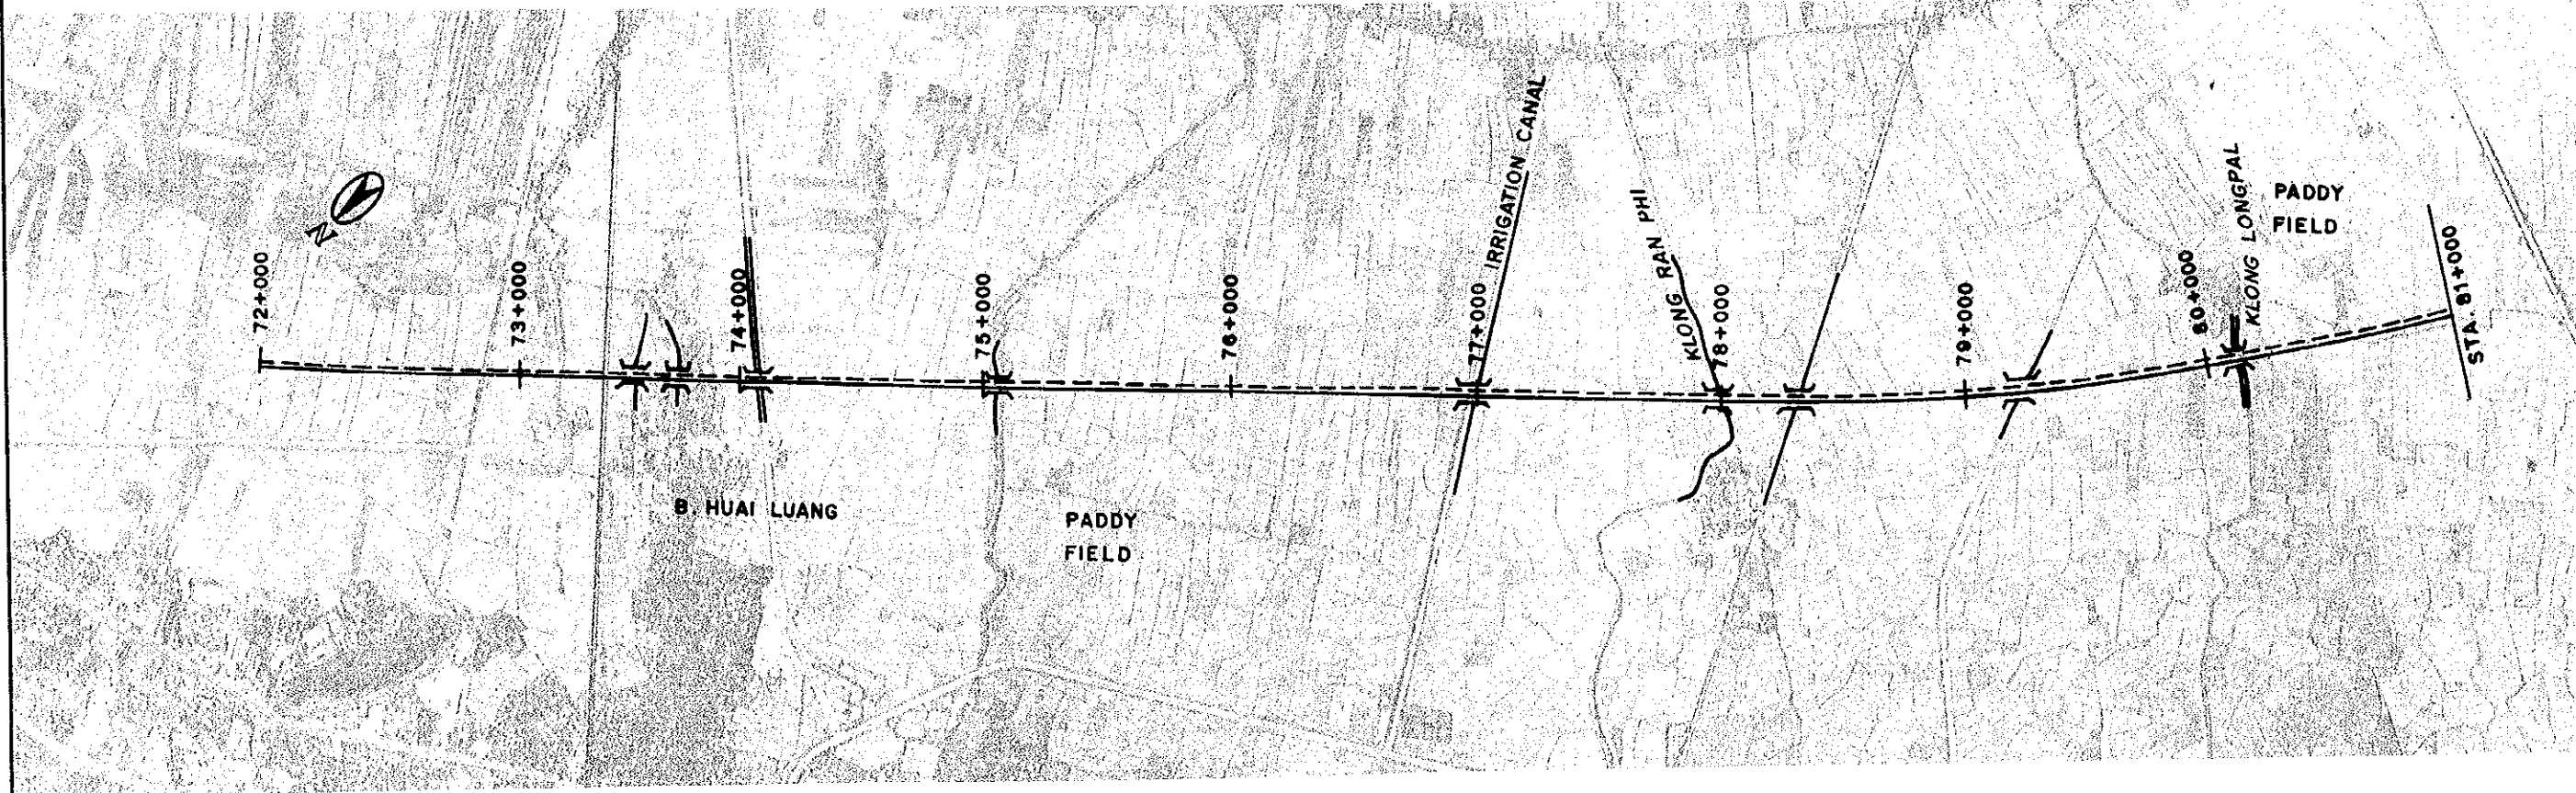 N
72+000
73+000
74+000
75+000
76+000
77+000
IRRIGATION CANAL
KLONG RAN PHI
78+000
79+000
80+000
KLONG LONGPAL
PADDY
FIELD
STA. 81+000
B. HUAI LUANG
PADDY
FIELD